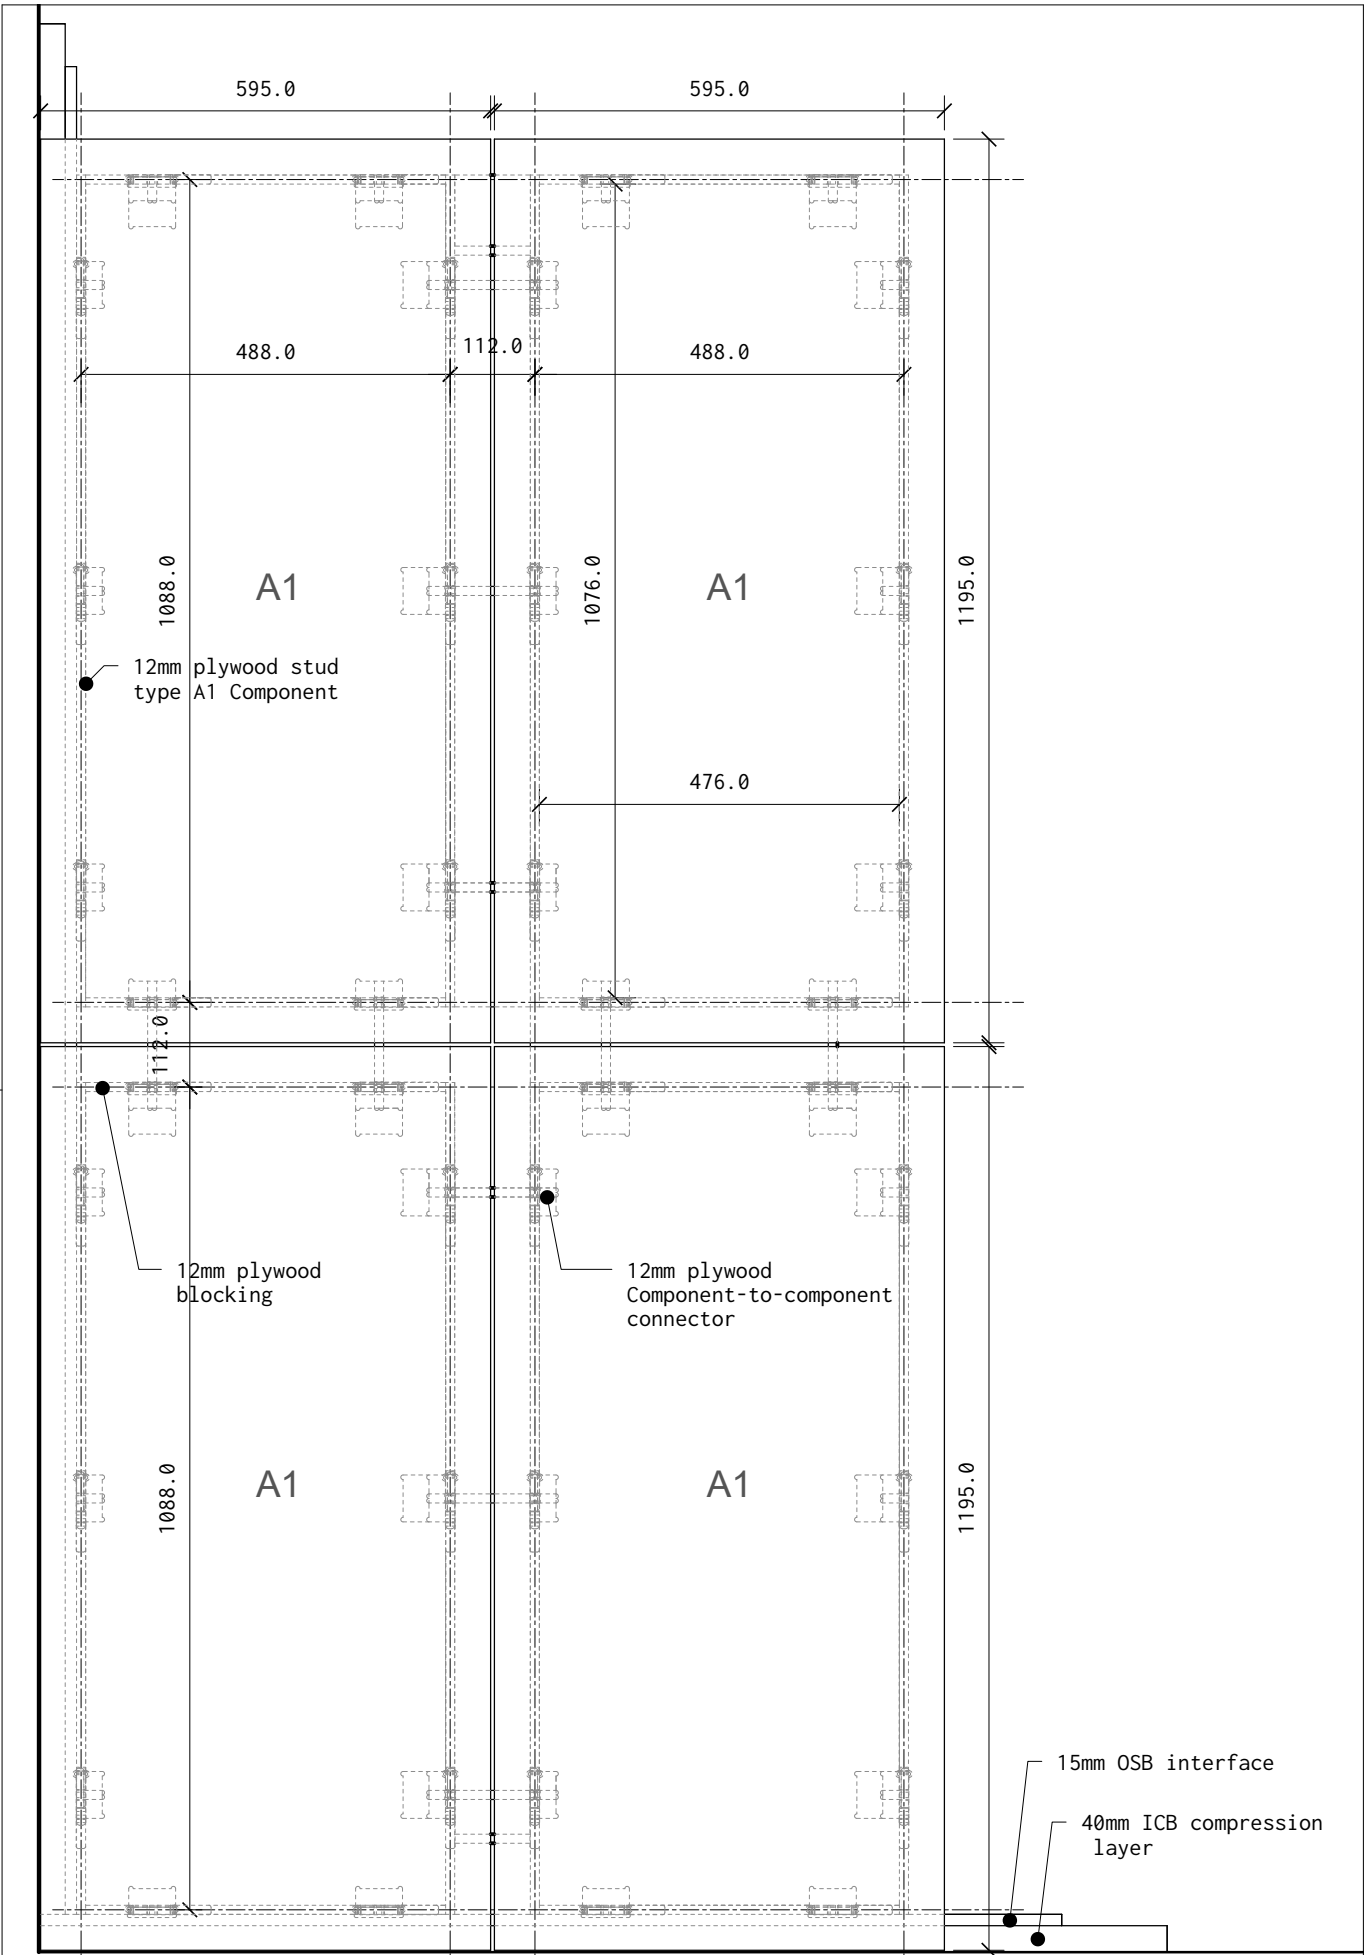 595.0
595.0
488.0
112.0
488.0
1088.0
A1
1076.0
A1
1195.0
12mm plywood stud
type A1 Component
476.0
112.0
12mm plywood
blocking
12mm plywood
Component-to-component
connector
1088.0
A1
A1
1195.0
15mm OSB interface
40mm ICB compression
layer